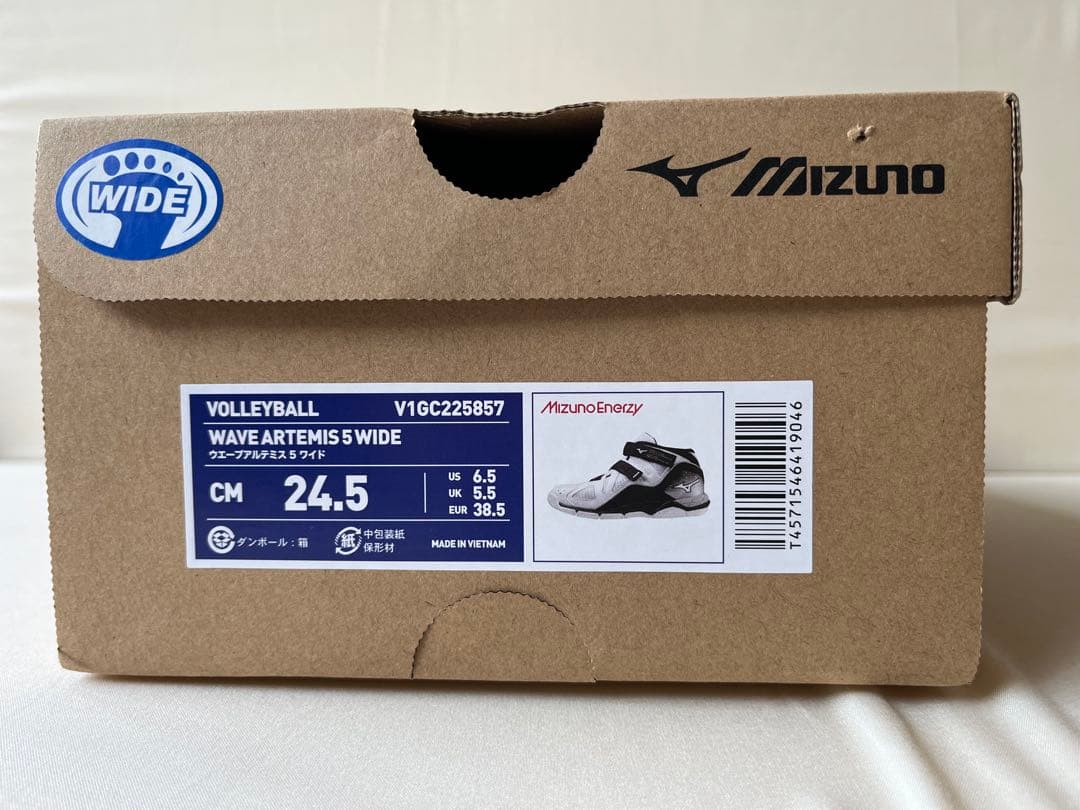 WIDE
MIZUNO
VOLLEYBALL V1GC225857
WAVE ARTEMIS 5 WIDE
ウエーブアルテミス 5 ワイド
CM 24.5
US 6.5
UK 5.5
EUR 38.5
ダンボール:箱
紙
中包装紙
保形材
MADE IN VIETNAM
MizunoEnerzy
T4571546419046